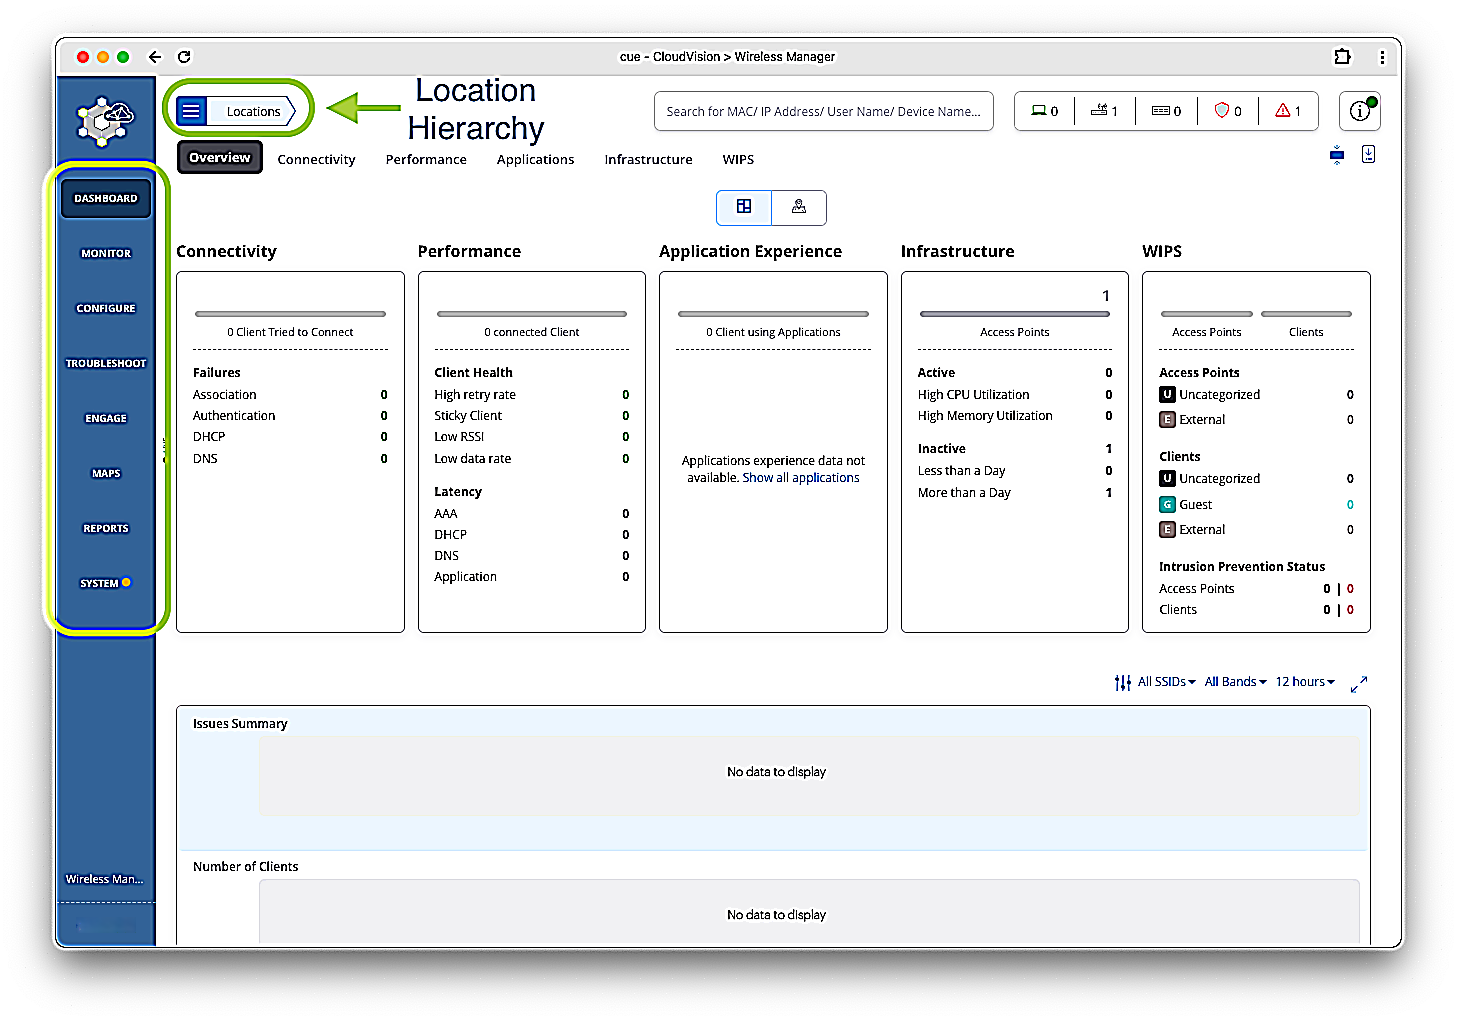 cue - CloudVision > Wireless Manager
Locations
Location
Hierarchy
Search for MAC/ IP Address/ User Name/ Device Name...
0
1
0
0
1
Overview
Connectivity
Performance
Applications
Infrastructure
WIPS
DASHBOARD
MONITOR
CONFIGURE
TROUBLESHOOT
ENGAGE
MAPS
REPORTS
SYSTEM
Wireless Man...
Connectivity
0 Client Tried to Connect
Failures
Association 0
Authentication 0
DHCP 0
DNS 0
Performance
0 connected Client
Client Health
High retry rate 0
Sticky Client 0
Low RSSI 0
Low data rate 0
Latency
AAA 0
DHCP 0
DNS 0
Application 0
Application Experience
0 Client using Applications
Applications experience data not
available. Show all applications
Infrastructure
1
Access Points
Active 0
High CPU Utilization 0
High Memory Utilization 0
Inactive 1
Less than a Day 0
More than a Day 1
WIPS
Access Points Clients
Access Points
U Uncategorized 0
E External 0
Clients
U Uncategorized 0
G Guest 0
E External 0
Intrusion Prevention Status
Access Points 0 | 0
Clients 0 | 0
All SSIDs All Bands 12 hours
Issues Summary
No data to display
Number of Clients
No data to display